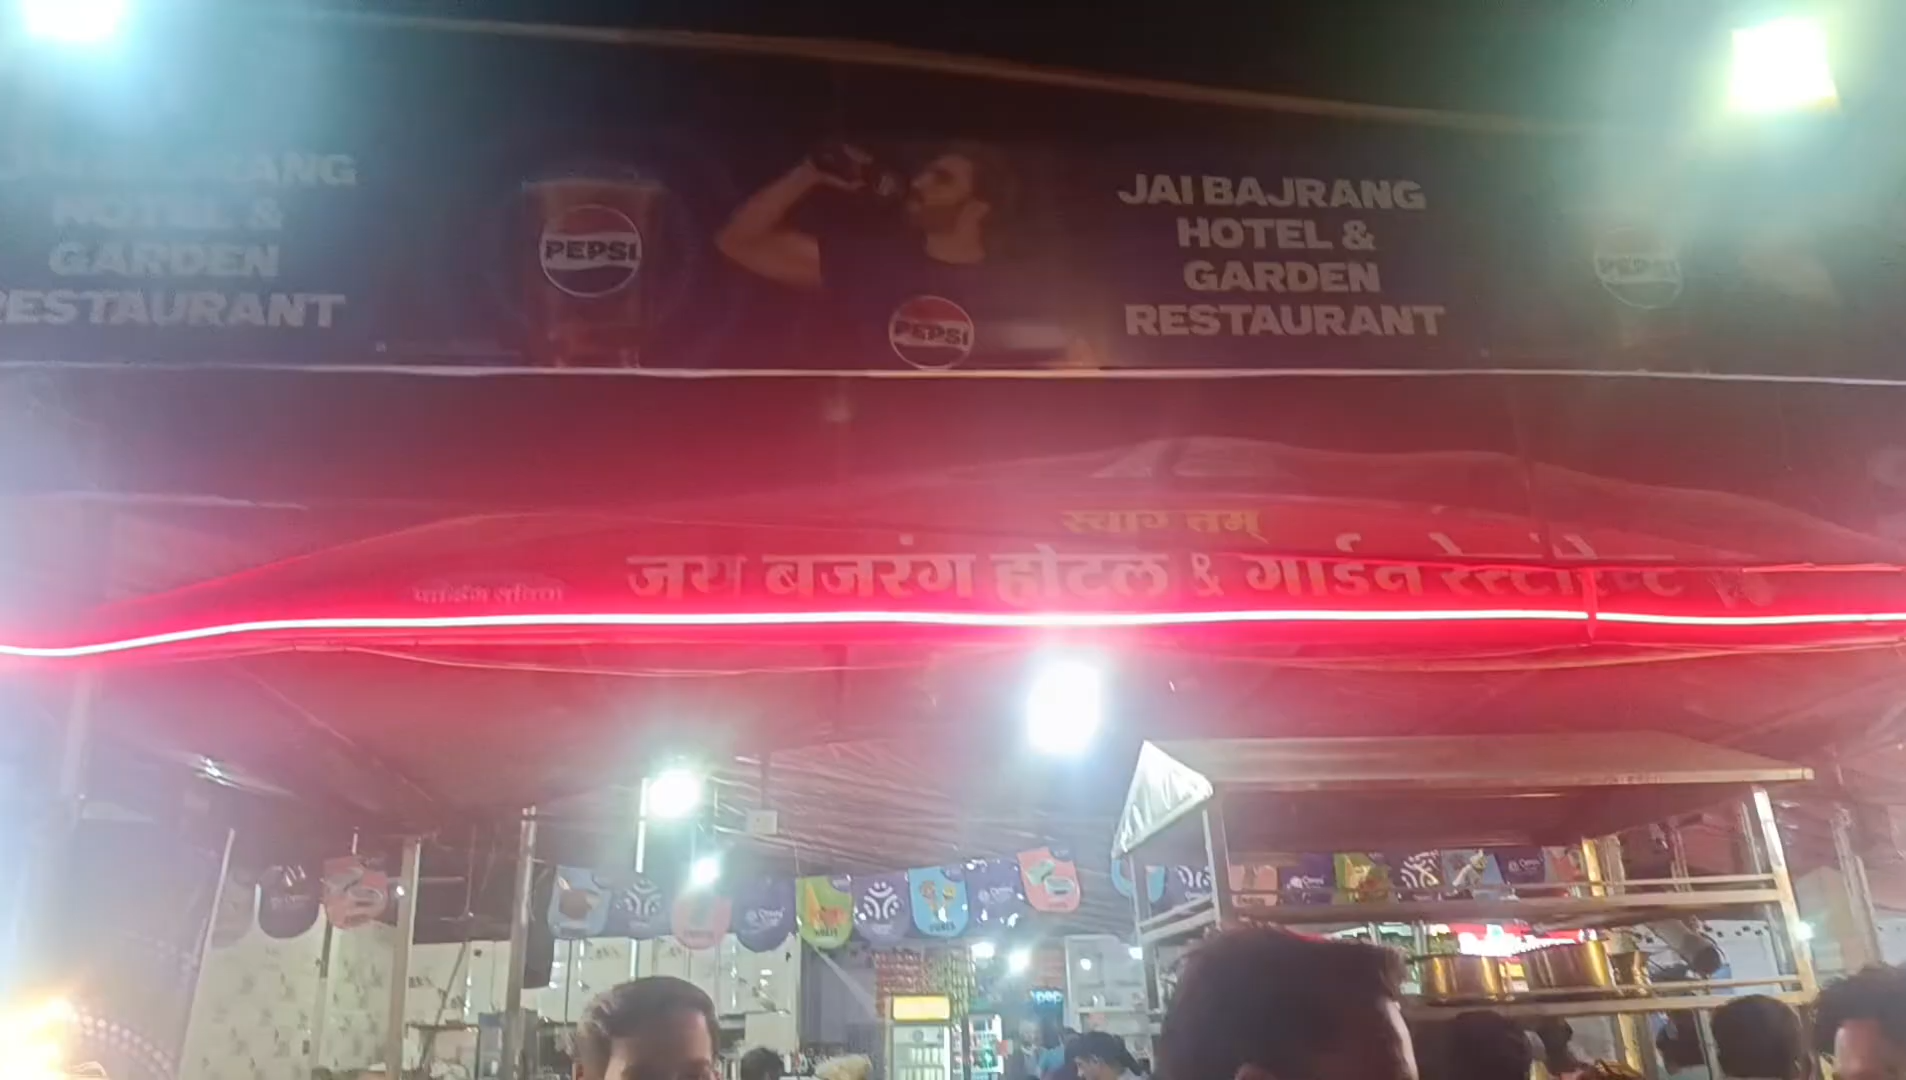 HOTEL &
GARDEN
RESTAURANT
PEPSI
PEPSI
JAI BAJRANG
HOTEL &
GARDEN
RESTAURANT
PEPSI
स्वागतम्
जय बजरंग होटल & गार्डन रेस्टॉरेन्ट
पार्किंग सुविधा